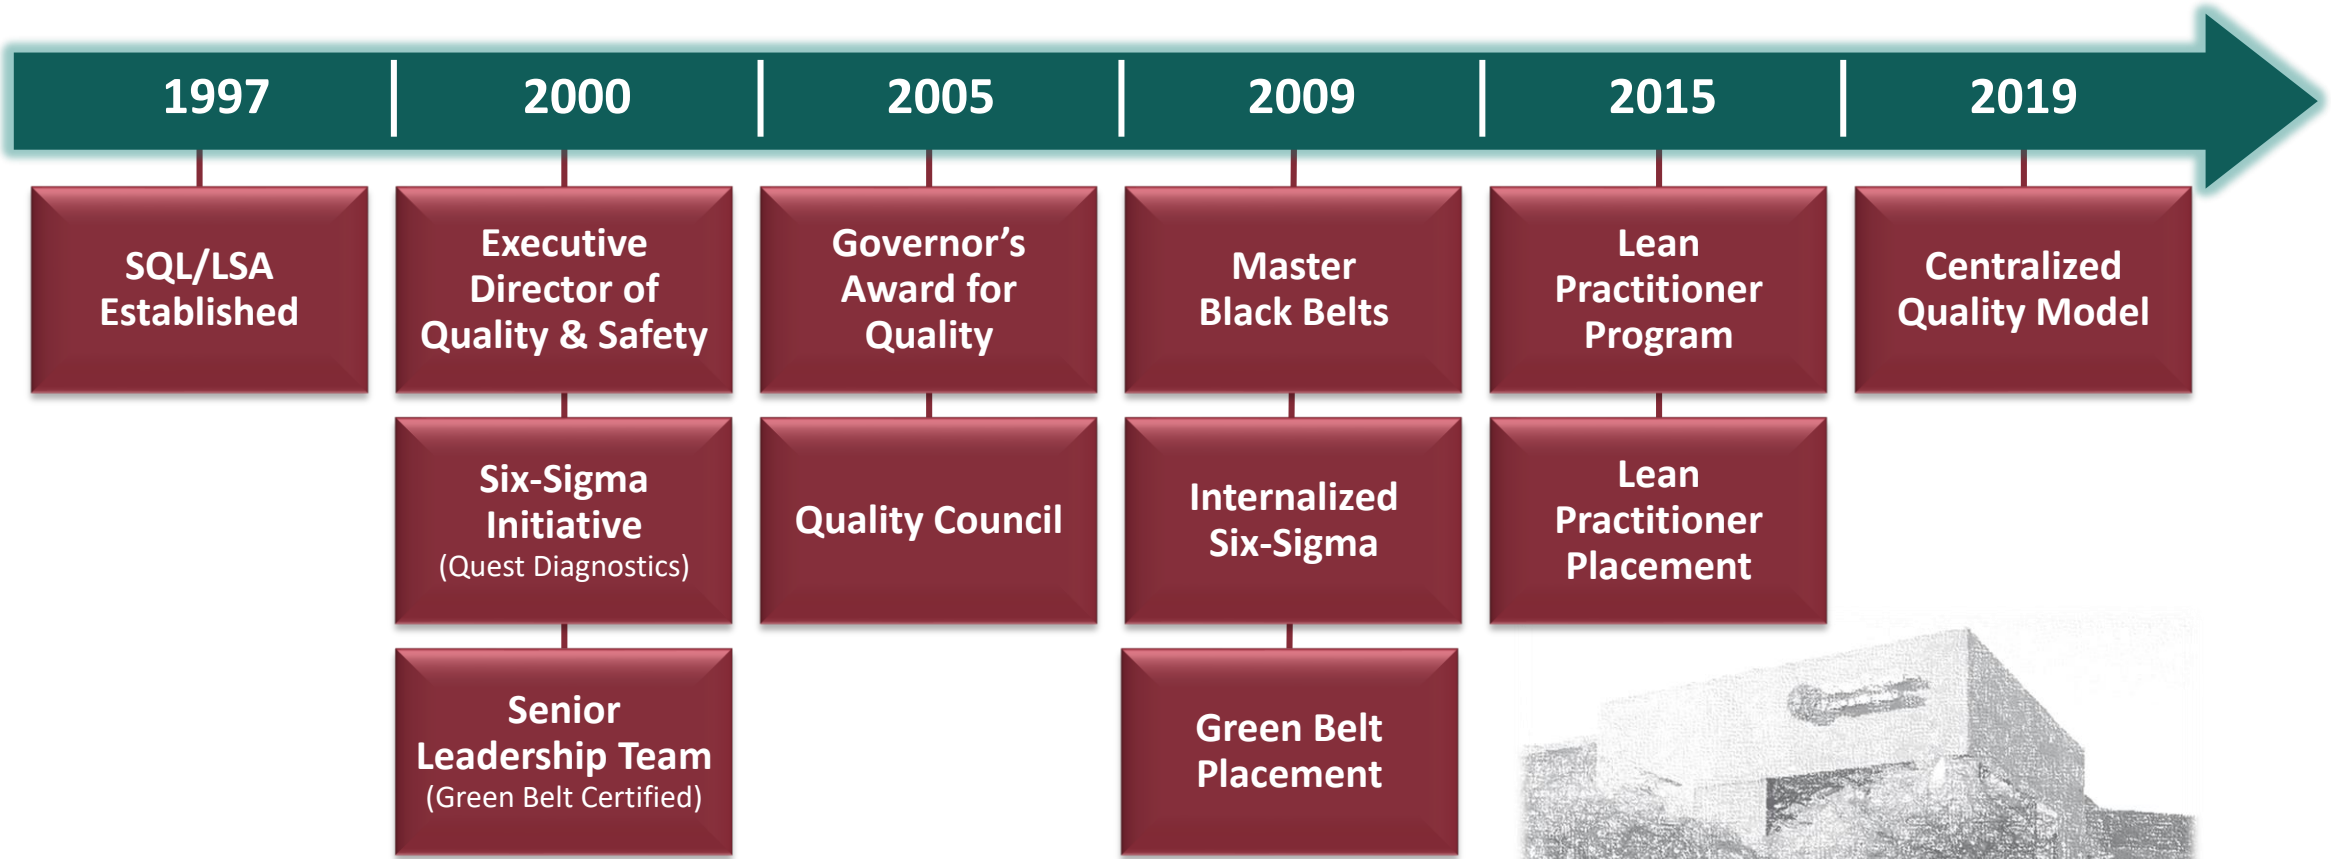 1997
2000
2005
2009
2015
2019
SQL/LSA
Established
Executive
Director of
Quality & Safety
Six-Sigma
Initiative
(Quest Diagnostics)
Senior
Leadership Team
(Green Belt Certified)
Governor’s
Award for
Quality
Quality Council
Master
Black Belts
Internalized
Six-Sigma
Green Belt
Placement
Lean
Practitioner
Program
Lean
Practitioner
Placement
Centralized
Quality Model